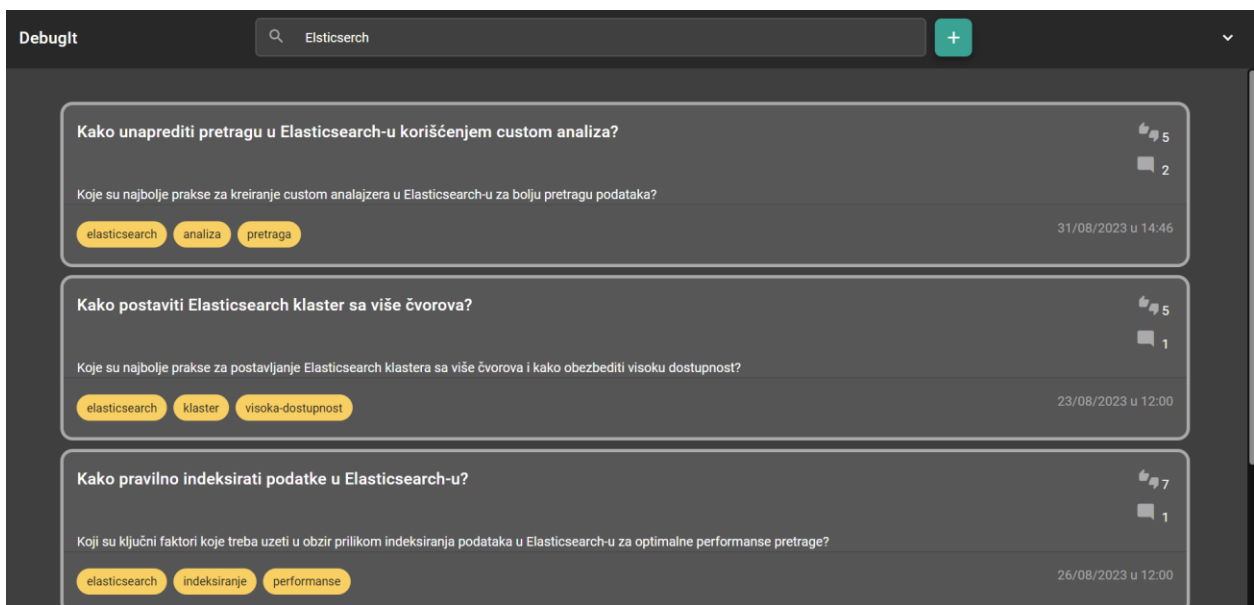 DebugIt
Elsticserch
+
Kako unaprediti pretragu u Elasticsearch-u korišćenjem custom analiza?
5
2
Koje su najbolje prakse za kreiranje custom analajzera u Elasticsearch-u za bolju pretragu podataka?
elasticsearch analiza pretraga
31/08/2023 u 14:46
Kako postaviti Elasticsearch klaster sa više čvorova?
5
1
Koje su najbolje prakse za postavljanje Elasticsearch klastera sa više čvorova i kako obezbediti visoku dostupnost?
elasticsearch klaster visoka-dostupnost
23/08/2023 u 12:00
Kako pravilno indeksirati podatke u Elasticsearch-u?
7
1
Koji su ključni faktori koje treba uzeti u obzir prilikom indeksiranja podataka u Elasticsearch-u za optimalne performanse pretrage?
elasticsearch indeksiranje performanse
26/08/2023 u 12:00